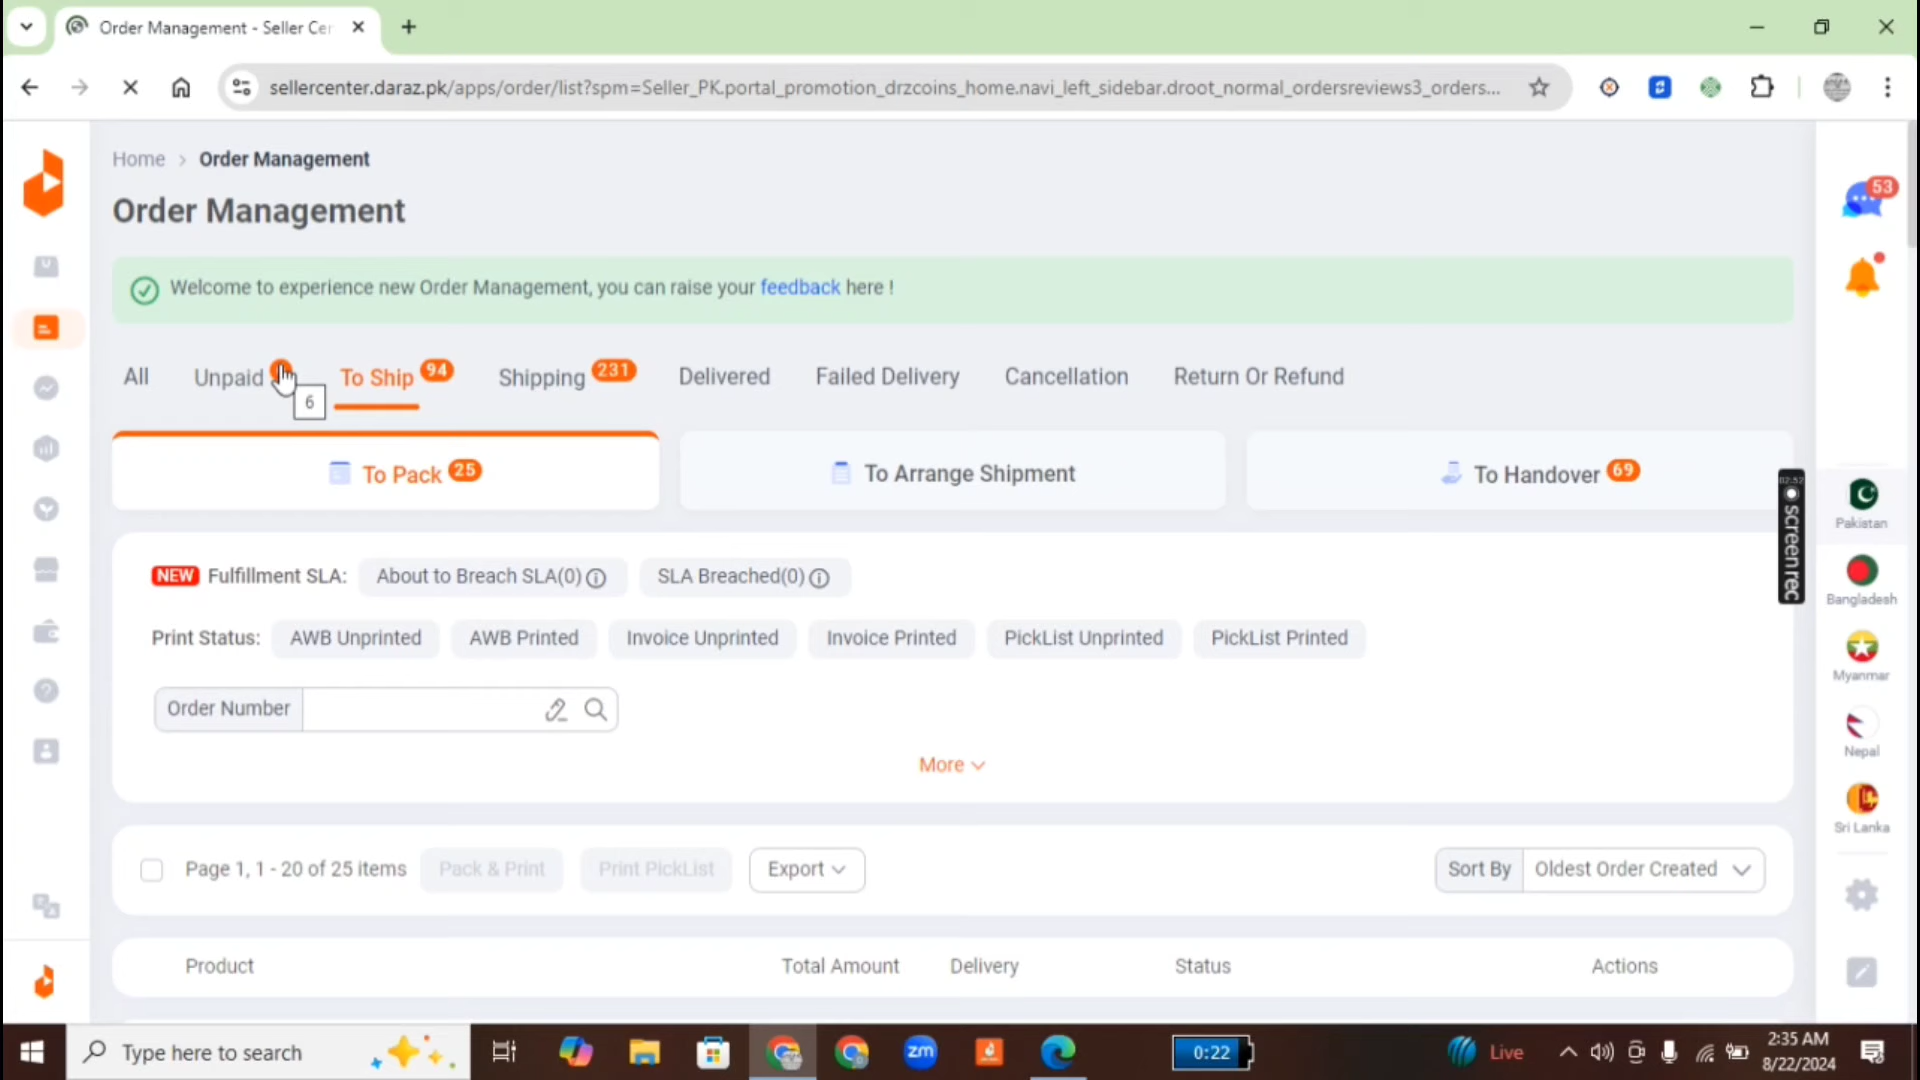 Order Management - Seller Cen
sellercenter.daraz.pk/apps/order/list?spm=Seller_PK.portal_promotion_drzcoins_home.navi_left_sidebar.droot_normal_ordersreviews3_orders...
Home > Order Management
Order Management
Welcome to experience new Order Management, you can raise your feedback here !
All Unpaid To Ship 94 Shipping 231 Delivered Failed Delivery Cancellation Return Or Refund
6
To Pack 25 To Arrange Shipment To Handover 69
NEW Fulfillment SLA: About to Breach SLA(0) SLA Breached(0)
Print Status: AWB Unprinted AWB Printed Invoice Unprinted Invoice Printed PickList Unprinted PickList Printed
Order Number
More
Page 1, 1 - 20 of 25 items Pack & Print Print PickList Export Sort By Oldest Order Created
Product Total Amount Delivery Status Actions
53
02:52
screenrec
Pakistan
Bangladesh
Myanmar
Nepal
Sri Lanka
Type here to search
zm
0:22
Live
2:35 AM
8/22/2024